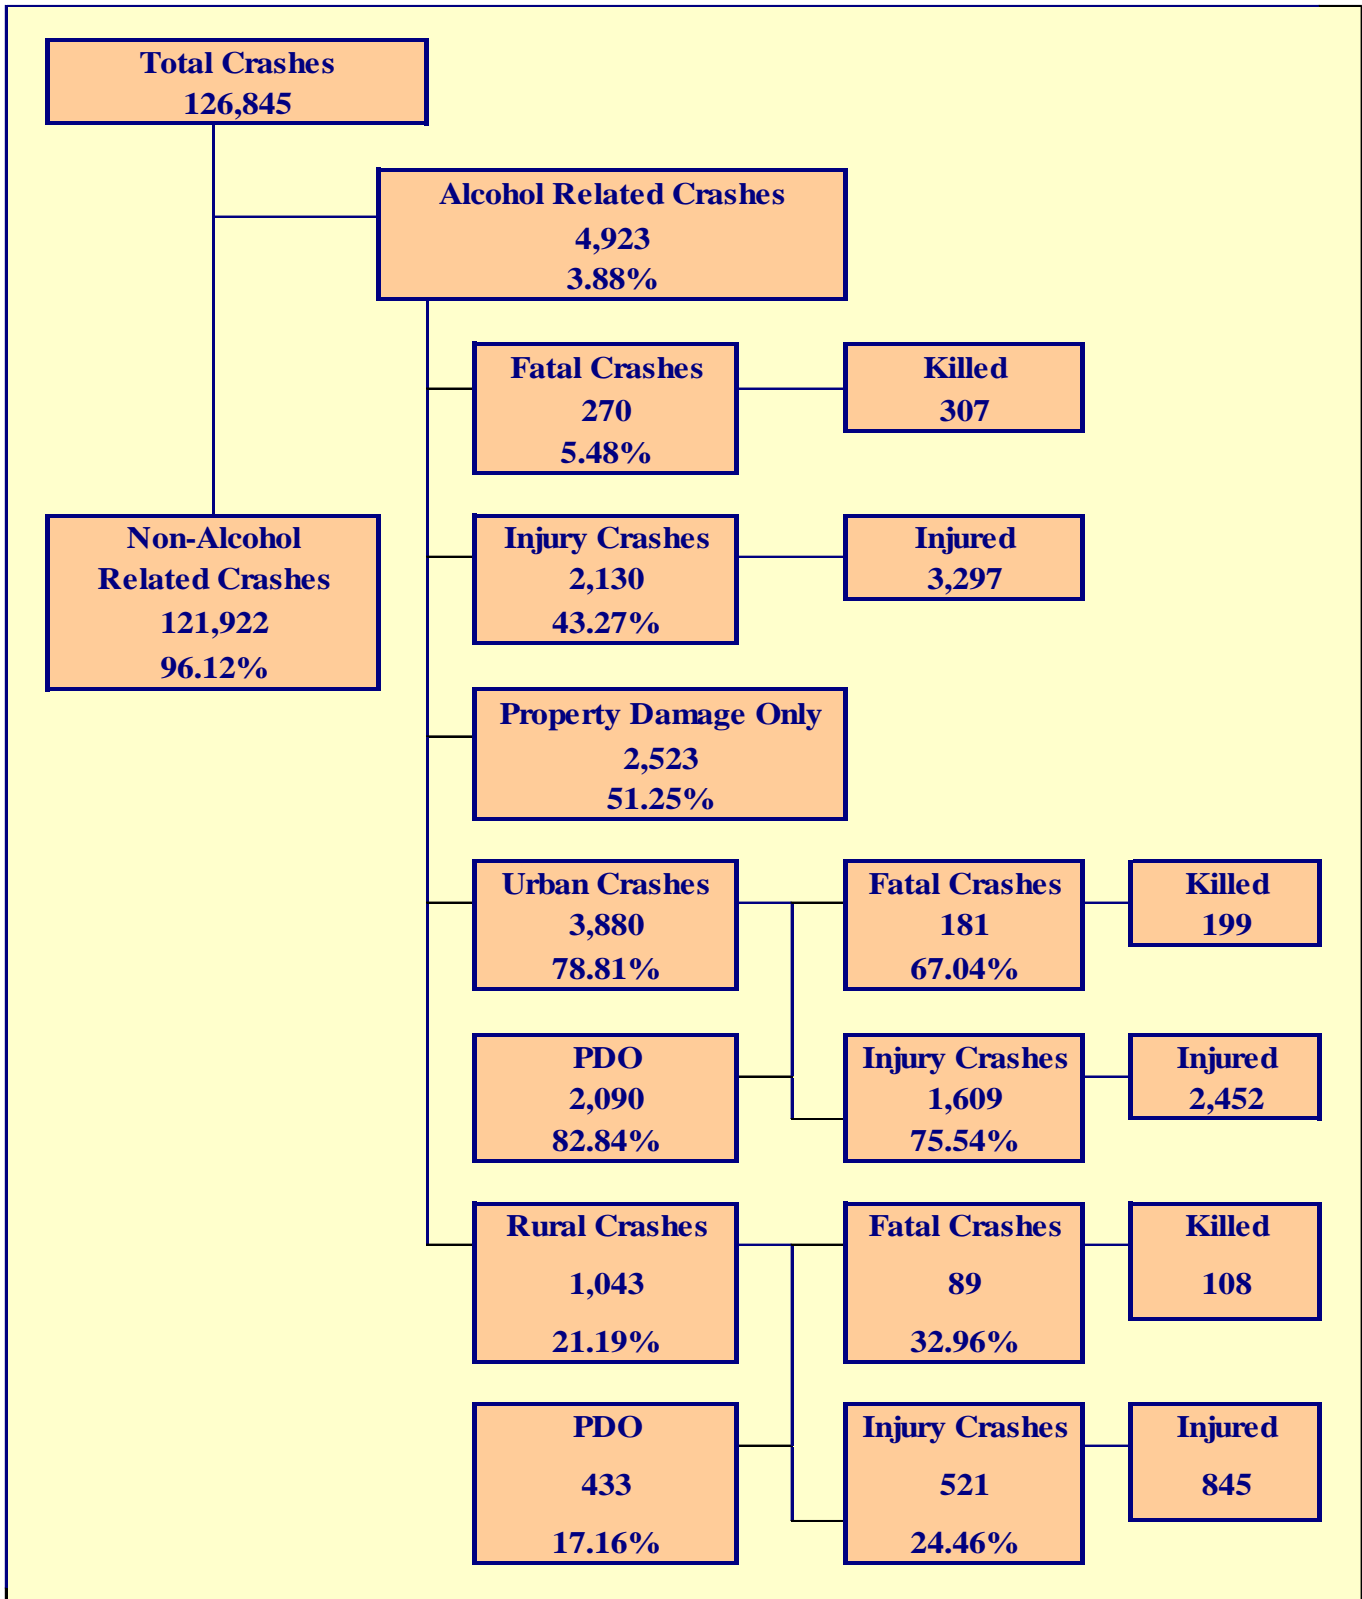 Total Crashes
126,845
Alcohol Related Crashes
4,923
3.88%
Fatal Crashes
270
5.48%
Killed
307
Non-Alcohol
Related Crashes
121,922
96.12%
Injury Crashes
2,130
43.27%
Injured
3,297
Property Damage Only
2,523
51.25%
Urban Crashes
3,880
78.81%
Fatal Crashes
181
67.04%
Killed
199
PDO
2,090
82.84%
Injury Crashes
1,609
75.54%
Injured
2,452
Rural Crashes
1,043
21.19%
Fatal Crashes
89
32.96%
Killed
108
PDO
433
17.16%
Injury Crashes
521
24.46%
Injured
845